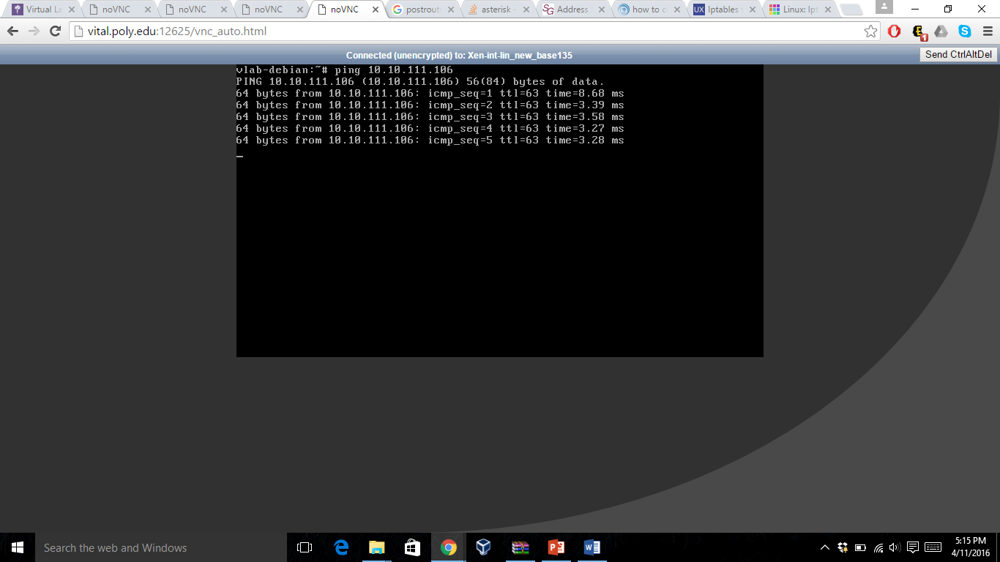 Virtual La noVNC noVNC noVNC noVNC postrouti asterisk - Address how to cl Iptables t Linux: Ipt
vital.poly.edu:12625/vnc_auto.html
1
Connected (unencrypted) to: Xen-int-lin_new_base135
Send CtrlAltDel
vlab-debian:~# ping 10.10.111.106
PING 10.10.111.106 (10.10.111.106) 56(84) bytes of data.
64 bytes from 10.10.111.106: icmp_seq=1 ttl=63 time=8.68 ms
64 bytes from 10.10.111.106: icmp_seq=2 ttl=63 time=3.39 ms
64 bytes from 10.10.111.106: icmp_seq=3 ttl=63 time=3.58 ms
64 bytes from 10.10.111.106: icmp_seq=4 ttl=63 time=3.27 ms
64 bytes from 10.10.111.106: icmp_seq=5 ttl=63 time=3.28 ms
Search the web and Windows
5:15 PM
4/11/2016